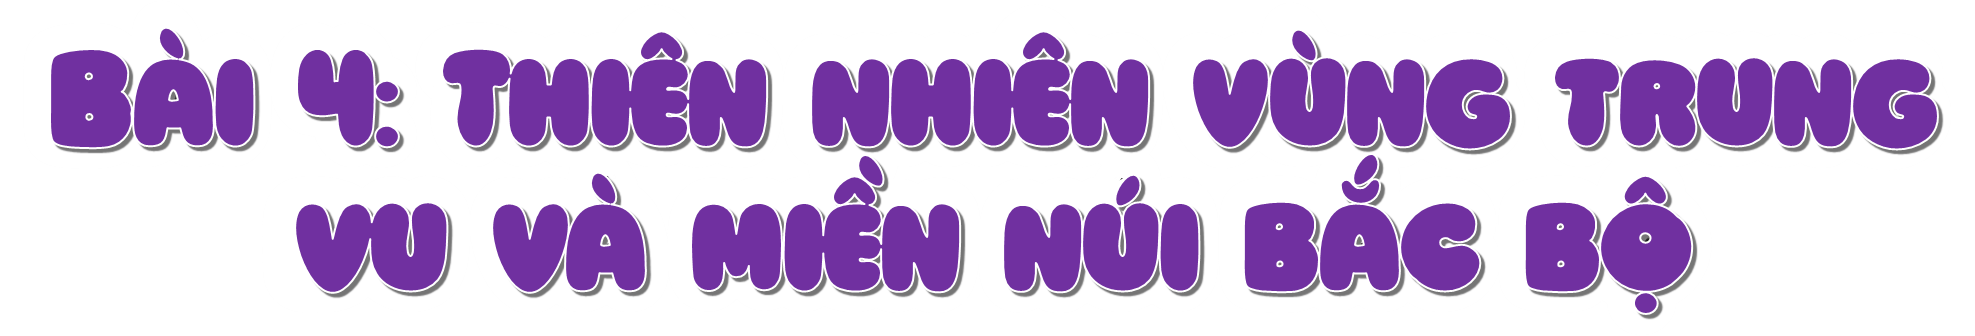 BÀI 4: THIÊN NHIÊN VÙNG TRUNG
VU VÀ MIỀN NÚI BẮC BỘ